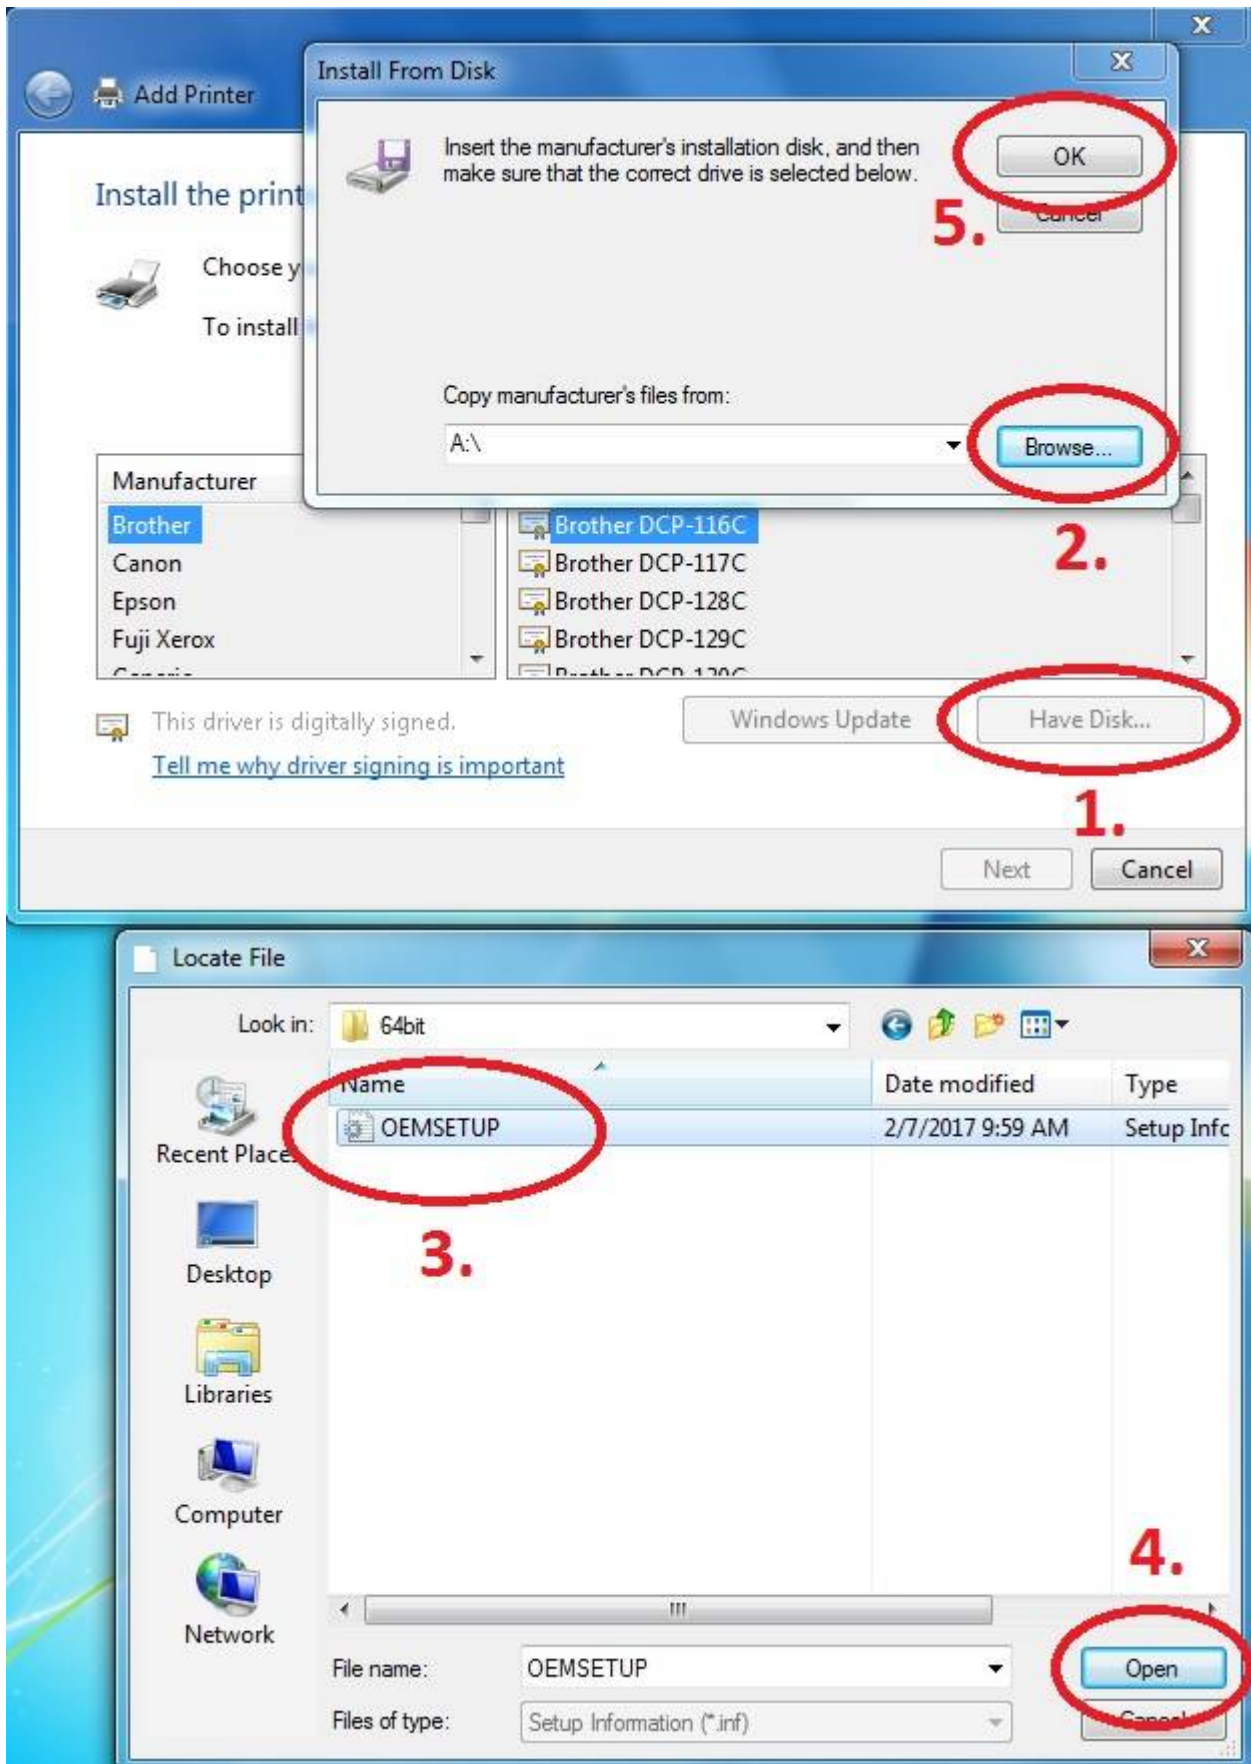 Add Printer
Install From Disk
Insert the manufacturer's installation disk, and then
make sure that the correct drive is selected below.
OK
Cancel
5.
Install the print
Choose y
To install
Copy manufacturer's files from:
A:\
Browse...
2.
Manufacturer
Brother
Canon
Epson
Fuji Xerox
Brother DCP-116C
Brother DCP-117C
Brother DCP-128C
Brother DCP-129C
This driver is digitally signed.
Windows Update
Have Disk...
Tell me why driver signing is important
1.
Next
Cancel
Locate File
Look in:
64bit
Name
Date modified
Type
OEMSETUP
2/7/2017 9:59 AM
Setup Info
3.
Recent Places
Desktop
Libraries
Computer
Network
4.
File name:
OEMSETUP
Open
Files of type:
Setup Information (*.inf)
Cancel